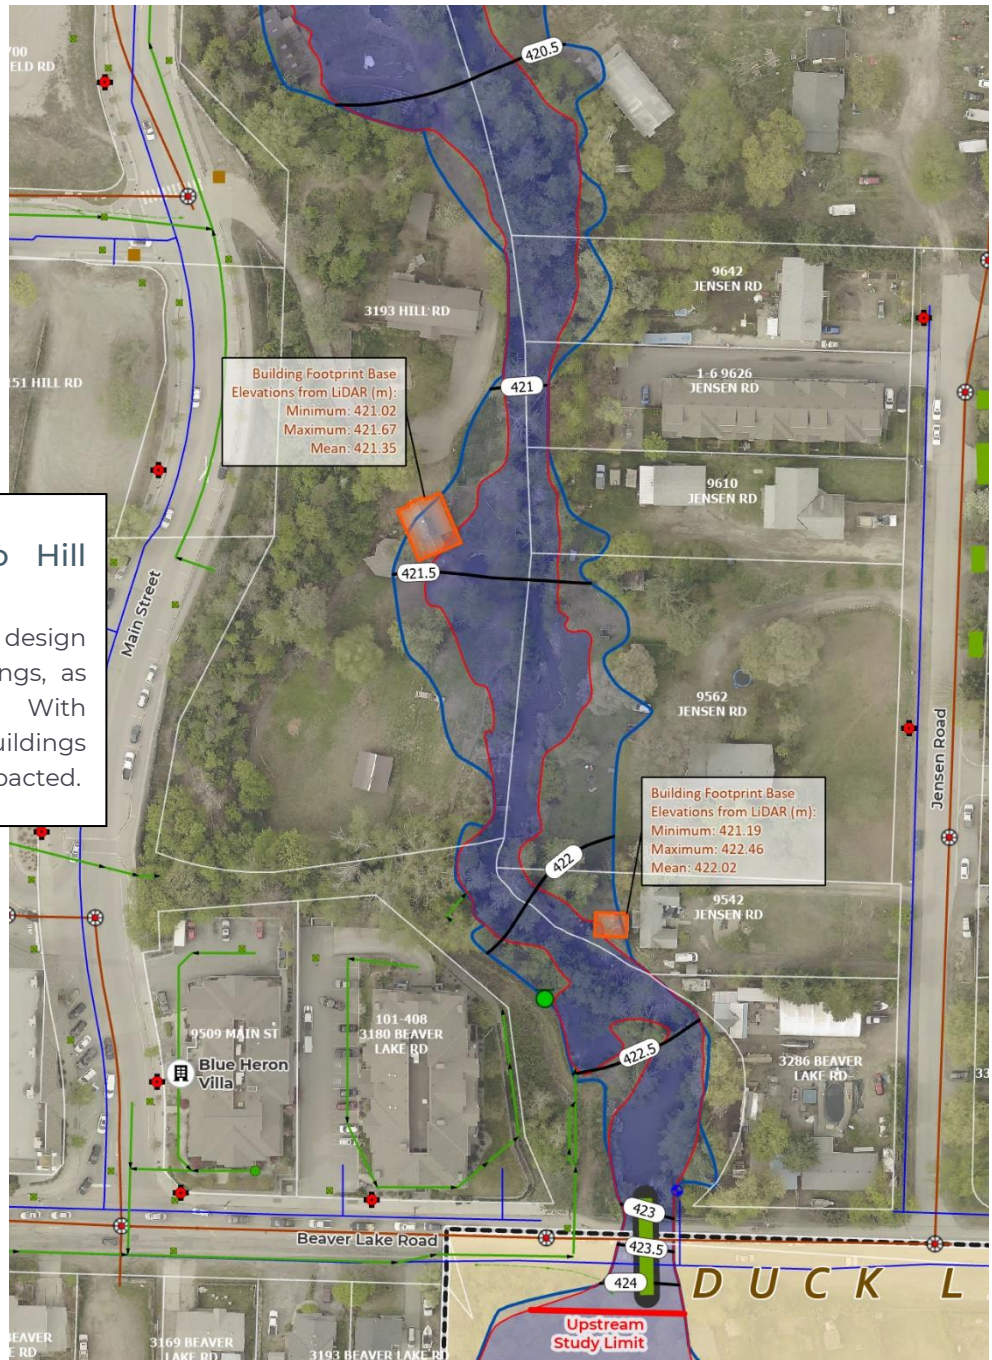 700
ELD RD
420.5
9642
JENSEN RD
3193 HILL RD
151 HILL RD
Building Footprint Base
Elevations from LiDAR (m):
Minimum: 421.02
Maximum: 421.67
Mean: 421.35
421
1-6 9626
JENSEN RD
9610
JENSEN RD
Hill
design
ngs, as
With
uildings
pacted.
421.5
Main Street
9562
JENSEN RD
Jensen Road
Building Footprint Base
Elevations from LiDAR (m):
Minimum: 421.19
Maximum: 422.46
Mean: 422.02
422
9542
JENSEN RD
9509 MAIN ST
Blue Heron
Villa
101-408
3180 BEAVER
LAKE RD
422.5
3286 BEAVER
LAKE RD
33
423
Beaver Lake Road
423.5
424
DUCK L
Upstream
Study Limit
BEAVER
E RD
3169 BEAVER
LAKE RD
3193 BEAVER LAKE RD